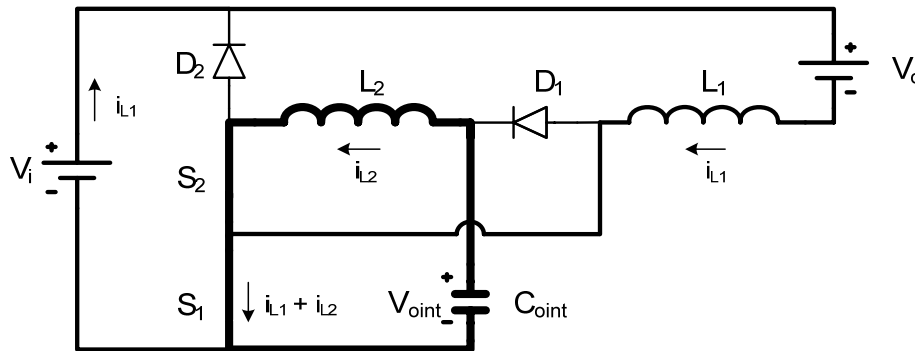 D2
L2
D1
L1
Vo
iL1
+
-
Vi
+
-
S2
iL2
iL1
S1
iL1 + iL2
Voint
+
-
Coint
+
-